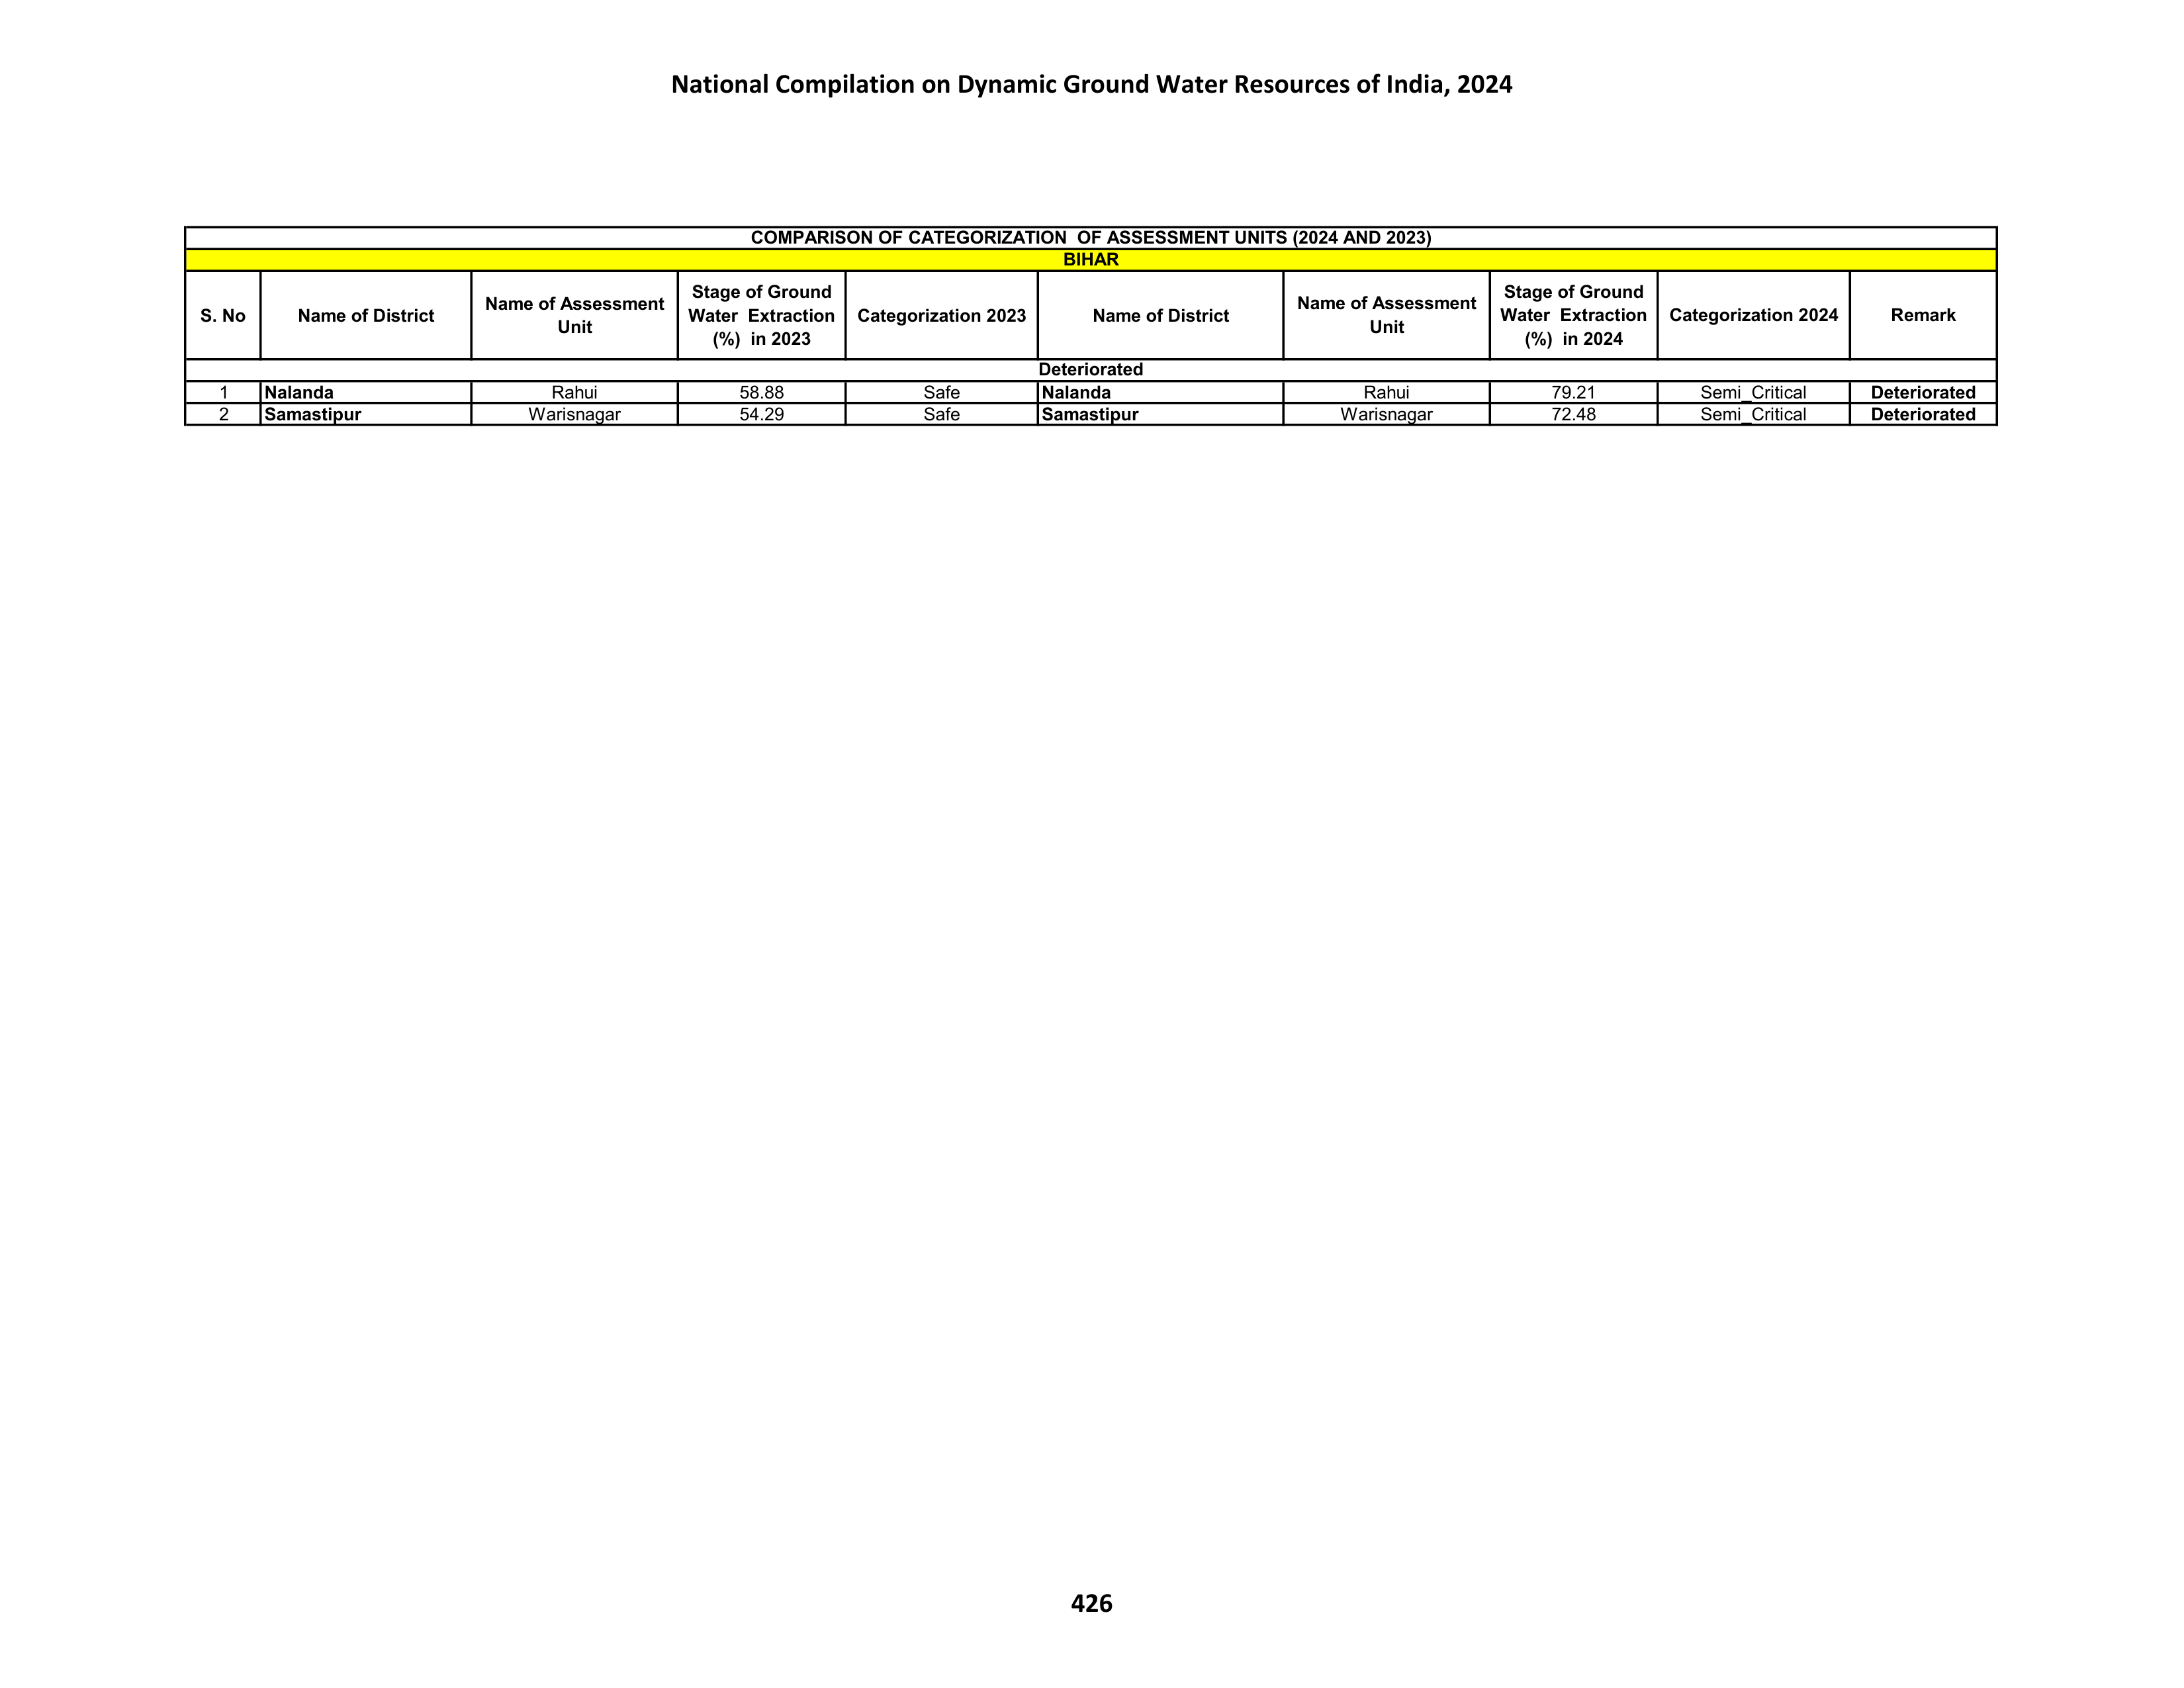 National Compilation on Dynamic Ground Water Resources of India, 2024
COMPARISON OF CATEGORIZATION OF ASSESSMENT UNITS (2024 AND 2023)
BIHAR
S. No Name of District Name of Assessment Unit Stage of Ground Water Extraction (%) in 2023 Categorization 2023 Name of District Name of Assessment Unit Stage of Ground Water Extraction (%) in 2024 Categorization 2024 Remark
Deteriorated
1 Nalanda Rahui 58.88 Safe Nalanda Rahui 79.21 Semi_Critical Deteriorated
2 Samastipur Warisnagar 54.29 Safe Samastipur Warisnagar 72.48 Semi_Critical Deteriorated
426